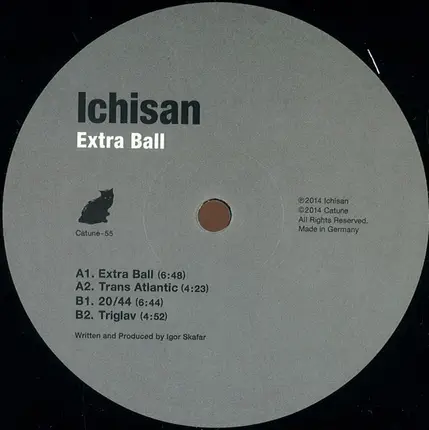 Ichisan
Extra Ball
Catune-55
℗2014 Ichisan
©2014 Catune
All Rights Reserved.
Made in Germany
A1. Extra Ball (6:48)
A2. Trans Atlantic (4:23)
B1. 20/44 (6:44)
B2. Triglav (4:52)
Written and Produced by Igor Skafar